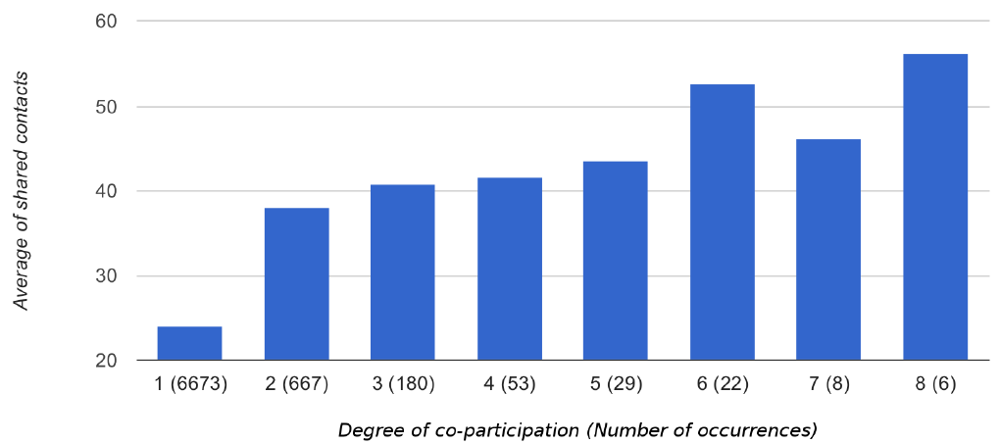 60
50
40
30
20
Average of shared contacts
1 (6673) 2 (667) 3 (180) 4 (53) 5 (29) 6 (22) 7 (8) 8 (6)
Degree of co-participation (Number of occurrences)